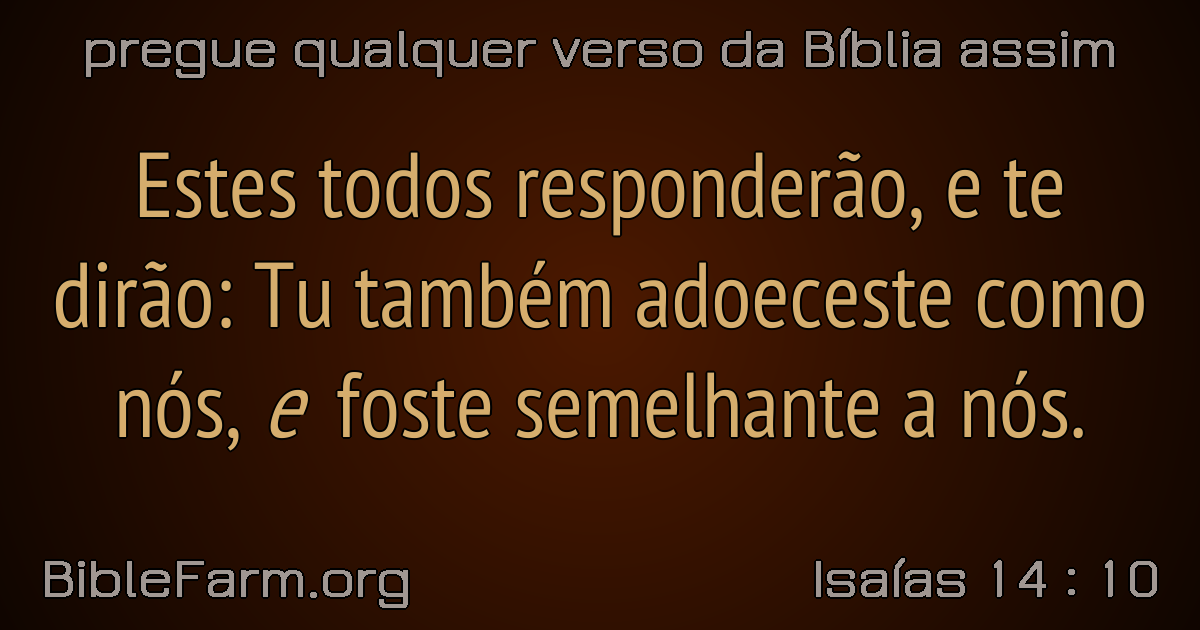 pregue qualquer verso da Bíblia assim
Estes todos responderão, e te
dirão: Tu também adoeceste como
nós, e foste semelhante a nós.
BibleFarm.org
Isaías 14 : 10